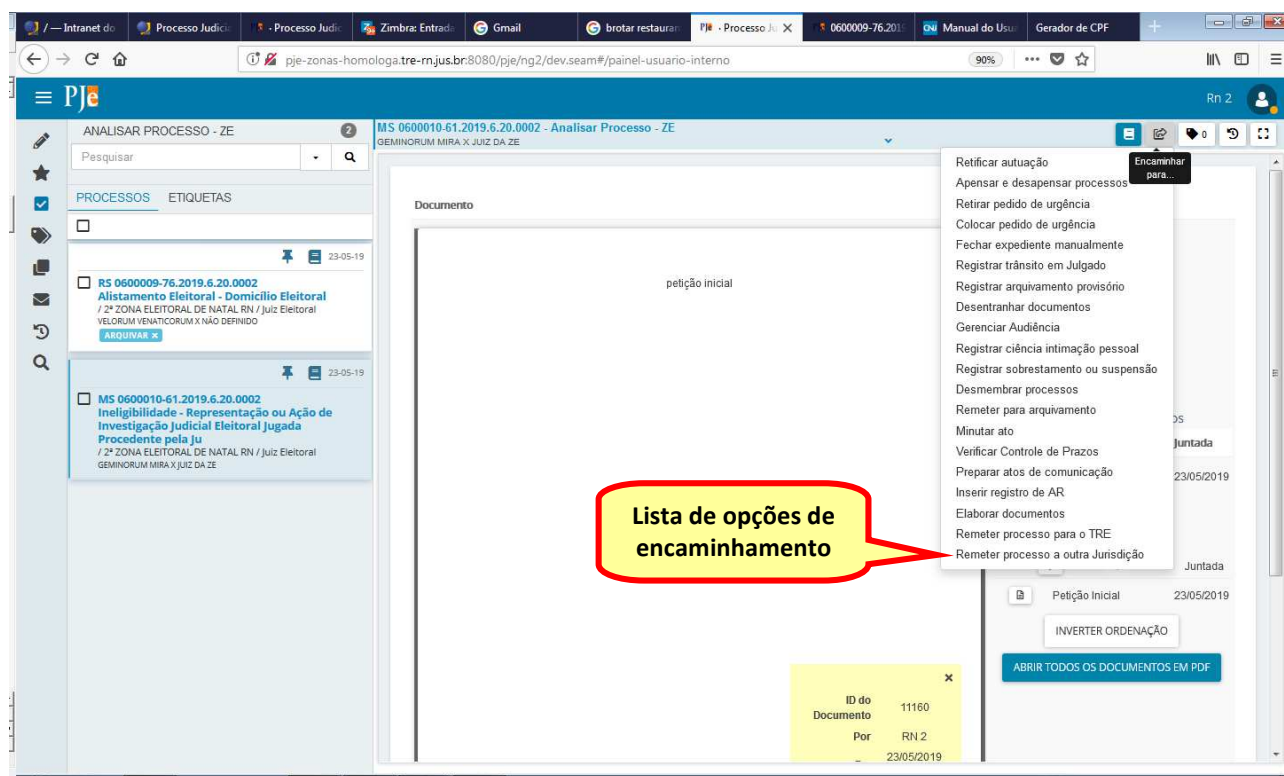 / — Intranet do
Processo Judici
- Processo Judic
Zimbra: Entrada
Gmail
brotar restauran
PJe · Processo Ju
0600009-76.201
CNJ Manual do Usu
Gerador de CPF
pje-zonas-homologa.tre-rn.jus.br:8080/pje/ng2/dev.seam#/painel-usuario-interno
90%
PJe
Rn 2
ANALISAR PROCESSO - ZE
2
Pesquisar
PROCESSOS ETIQUETAS
23-05-19
RS 0600009-76.2019.6.20.0002
Alistamento Eleitoral - Domicílio Eleitoral
/ 2ª ZONA ELEITORAL DE NATAL RN / Juiz Eleitoral
VELORUM VENATICORUM X NÃO DEFINIDO
ARQUIVAR ×
23-05-19
MS 0600010-61.2019.6.20.0002
Ineligibilidade - Representação ou Ação de
Investigação Judicial Eleitoral Jugada
Procedente pela Ju
/ 2ª ZONA ELEITORAL DE NATAL RN / Juiz Eleitoral
GEMINORUM MIRA X JUIZ DA ZE
MS 0600010-61.2019.6.20.0002 - Analisar Processo - ZE
GEMINORUM MIRA X JUIZ DA ZE
0
Encaminhar
para...
Documento
petição inicial
Retificar autuação
Apensar e desapensar processos
Retirar pedido de urgência
Colocar pedido de urgência
Fechar expediente manualmente
Registrar trânsito em Julgado
Registrar arquivamento provisório
Desentranhar documentos
Gerenciar Audiência
Registrar ciência intimação pessoal
Registrar sobrestamento ou suspensão
Desmembrar processos
Remeter para arquivamento
Minutar ato
Verificar Controle de Prazos
Preparar atos de comunicação
Inserir registro de AR
Elaborar documentos
Remeter processo para o TRE
Remeter processo a outra Jurisdição
Lista de opções de
encaminhamento
OS
Juntada
23/05/2019
Juntada
Petição Inicial 23/05/2019
INVERTER ORDENAÇÃO
ABRIR TODOS OS DOCUMENTOS EM PDF
×
ID do
Documento 11160
Por RN 2
23/05/2019